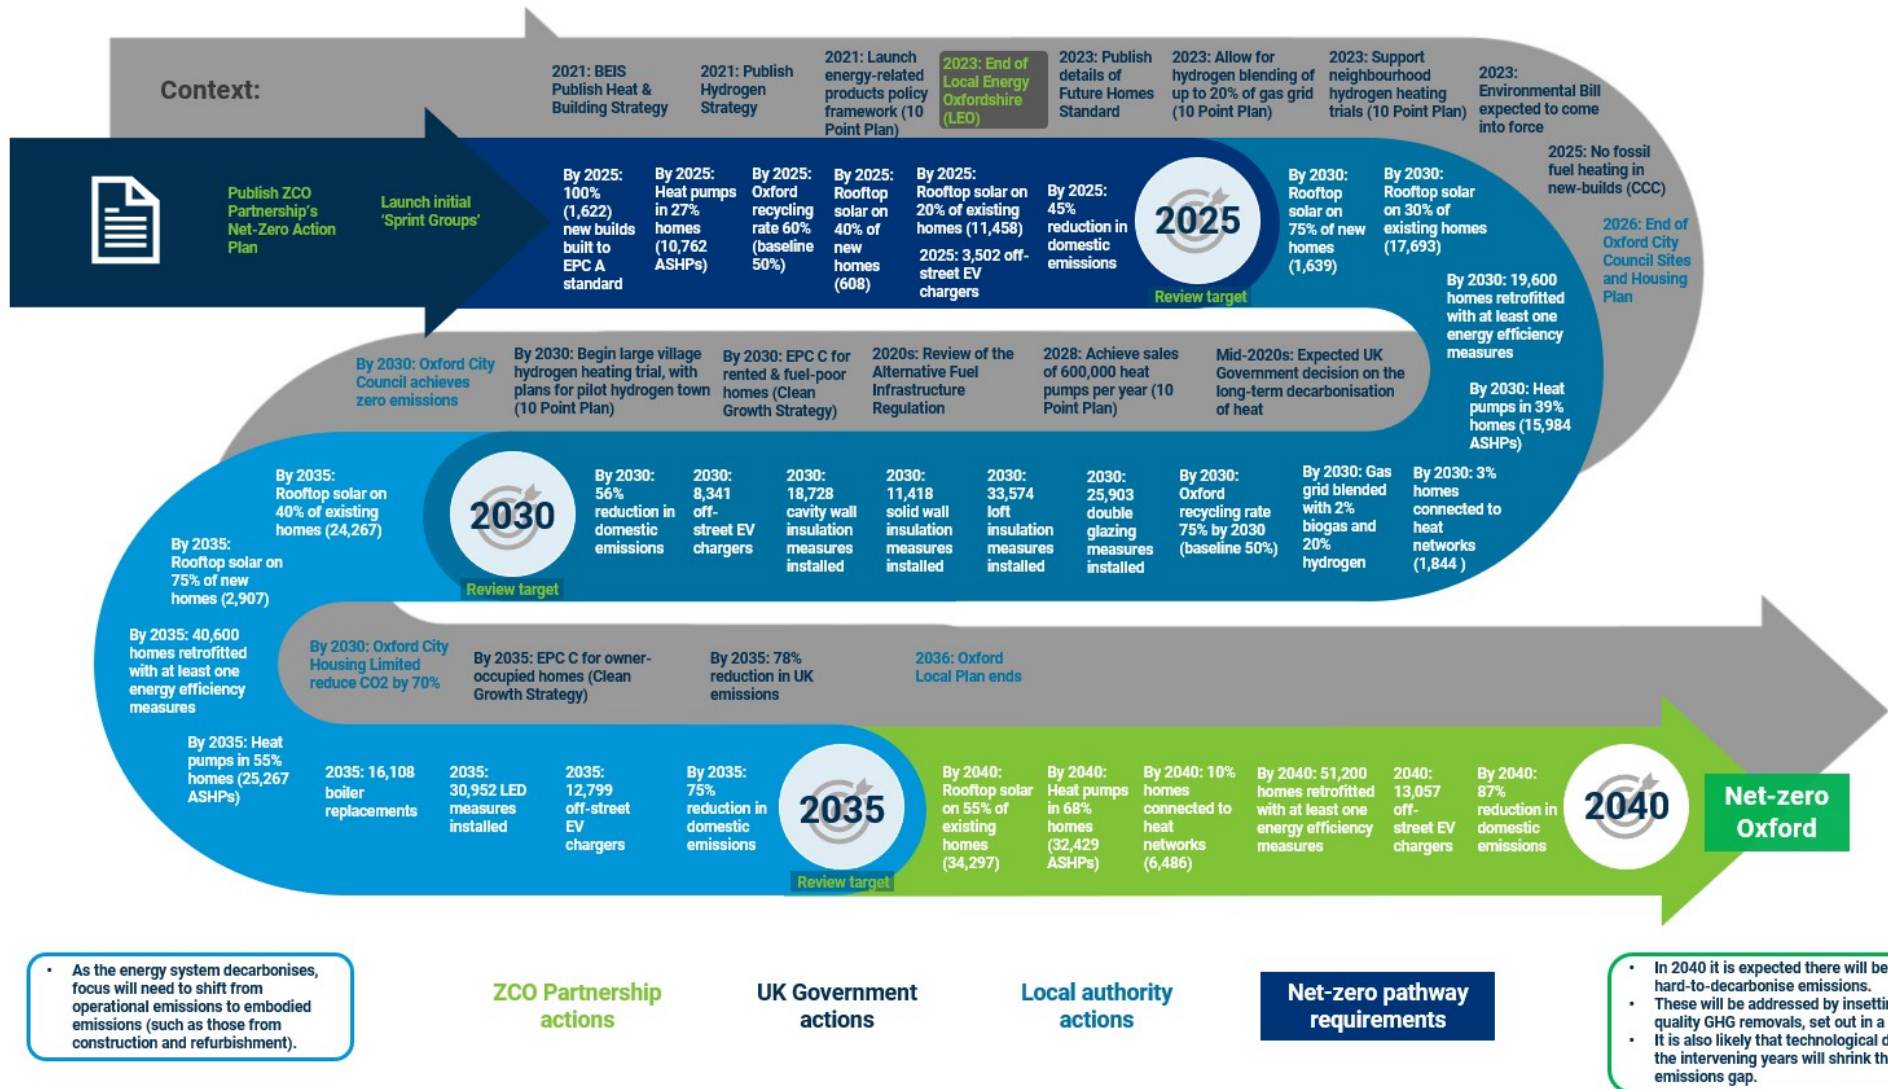 Context:
2021: BEIS
Publish Heat &
Building Strategy
2021: Publish
Hydrogen
Strategy
2021: Launch
energy-related
products policy
framework (10
Point Plan)
2023: End of
Local Energy
Oxfordshire
(LEO)
2023: Publish
details of
Future Homes
Standard
2023: Allow for
hydrogen blending of
up to 20% of gas grid
(10 Point Plan)
2023: Support
neighbourhood
hydrogen heating
trials (10 Point Plan)
2023:
Environmental Bill
expected to come
into force
2025: No fossil
fuel heating in
new-builds (CCC)
2026: End of
Oxford City
Council Sites
and Housing
Plan
Publish ZCO
Partnership's
Net-Zero Action
Plan
Launch initial
'Sprint Groups'
By 2025:
100%
(1,622)
new builds
built to
EPC A
standard
By 2025:
Heat pumps
in 27%
homes
(10,762
ASHPs)
By 2025:
Oxford
recycling
rate 60%
(baseline
50%)
By 2025:
Rooftop
solar on
40% of
new
homes
(608)
By 2025:
Rooftop solar on
20% of existing
homes (11,458)
2025: 3,502 off-
street EV
chargers
By 2025:
45%
reduction in
domestic
emissions
2025
Review target
By 2030:
Rooftop
solar on
75% of new
homes
(1,639)
By 2030:
Rooftop solar
on 30% of
existing homes
(17,693)
By 2030: 19,600
homes retrofitted
with at least one
energy efficiency
measures
By 2030: Heat
pumps in 39%
homes (15,984
ASHPs)
By 2030: Oxford City
Council achieves
zero emissions
By 2030: Begin large village
hydrogen heating trial, with
plans for pilot hydrogen town
(10 Point Plan)
By 2030: EPC C for
rented & fuel-poor
homes (Clean
Growth Strategy)
2020s: Review of the
Alternative Fuel
Infrastructure
Regulation
2028: Achieve sales
of 600,000 heat
pumps per year (10
Point Plan)
Mid-2020s: Expected UK
Government decision on the
long-term decarbonisation
of heat
2030
Review target
By 2030:
56%
reduction in
domestic
emissions
2030:
8,341
off-
street EV
chargers
2030:
18,728
cavity wall
insulation
measures
installed
2030:
11,418
solid wall
insulation
measures
installed
2030:
33,574
loft
insulation
measures
installed
2030:
25,903
double
glazing
measures
installed
By 2030:
Oxford
recycling rate
75% by 2030
(baseline 50%)
By 2030: Gas
grid blended
with 2%
biogas and
20%
hydrogen
By 2030: 3%
homes
connected to
heat
networks
(1,844 )
By 2035:
Rooftop solar on
40% of existing
homes (24,267)
By 2035:
Rooftop solar on
75% of new
homes (2,907)
By 2035: 40,600
homes retrofitted
with at least one
energy efficiency
measures
By 2035: Heat
pumps in 55%
homes (25,267
ASHPs)
By 2030: Oxford City
Housing Limited
reduce CO2 by 70%
By 2035: EPC C for owner-
occupied homes (Clean
Growth Strategy)
By 2035: 78%
reduction in UK
emissions
2036: Oxford
Local Plan ends
2035: 16,108
boiler
replacements
2035:
30,952 LED
measures
installed
2035:
12,799
off-street
EV
chargers
By 2035:
75%
reduction in
domestic
emissions
2035
Review target
By 2040:
Rooftop solar
on 55% of
existing
homes
(34,297)
By 2040:
Heat pumps
in 68%
homes
(32,429
ASHPs)
By 2040: 10%
homes
connected to
heat
networks
(6,486)
By 2040: 51,200
homes retrofitted
with at least one
energy efficiency
measures
2040:
13,057
off-
street EV
chargers
By 2040:
87%
reduction in
domestic
emissions
2040
Net-zero
Oxford
• As the energy system decarbonises,
focus will need to shift from
operational emissions to embodied
emissions (such as those from
construction and refurbishment).
ZCO Partnership
actions
UK Government
actions
Local authority
actions
Net-zero pathway
requirements
• In 2040 it is expected there will be
hard-to-decarbonise emissions.
• These will be addressed by
quality GHG removals, set out in a
• It is also likely that technological
the intervening years will shrink
emissions gap.